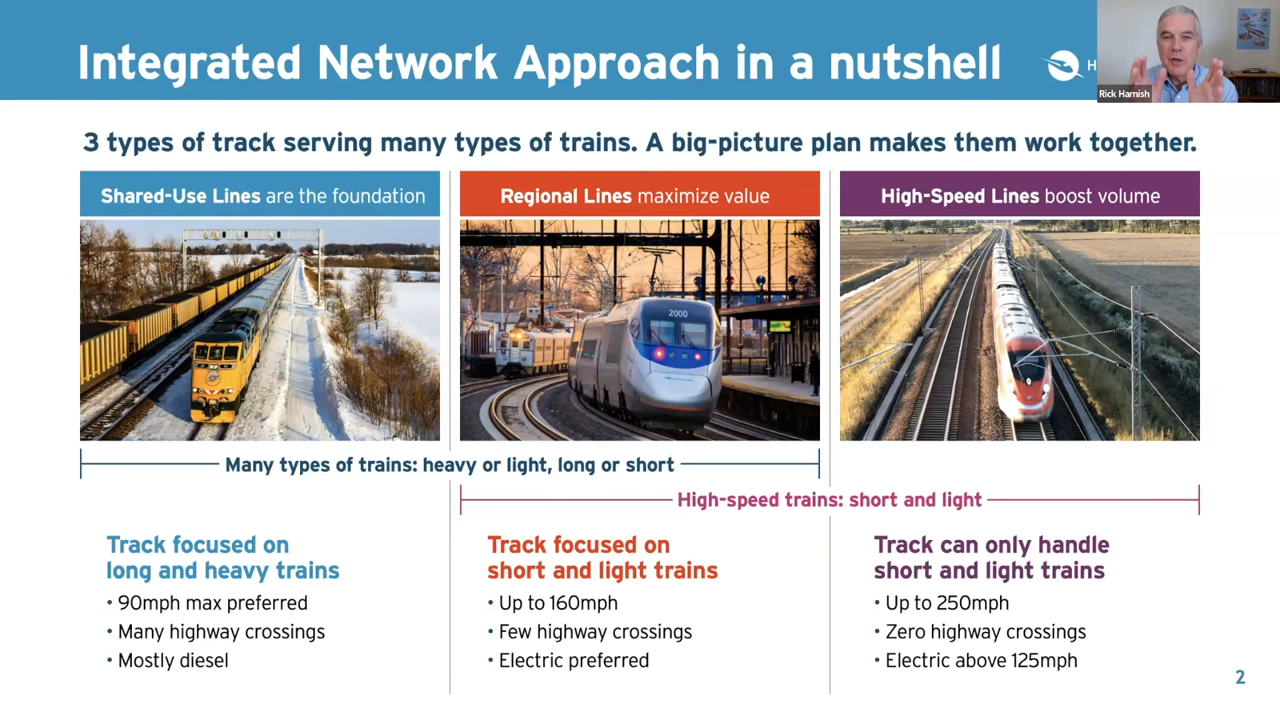 Integrated Network Approach in a nutshell
H
Rick Harnish
3 types of track serving many types of trains. A big-picture plan makes them work together.
Shared-Use Lines are the foundation
Regional Lines maximize value
High-Speed Lines boost volume
2000
Many types of trains: heavy or light, long or short
High-speed trains: short and light
Track focused on
long and heavy trains
• 90mph max preferred
• Many highway crossings
• Mostly diesel
Track focused on
short and light trains
• Up to 160mph
• Few highway crossings
• Electric preferred
Track can only handle
short and light trains
• Up to 250mph
• Zero highway crossings
• Electric above 125mph
2